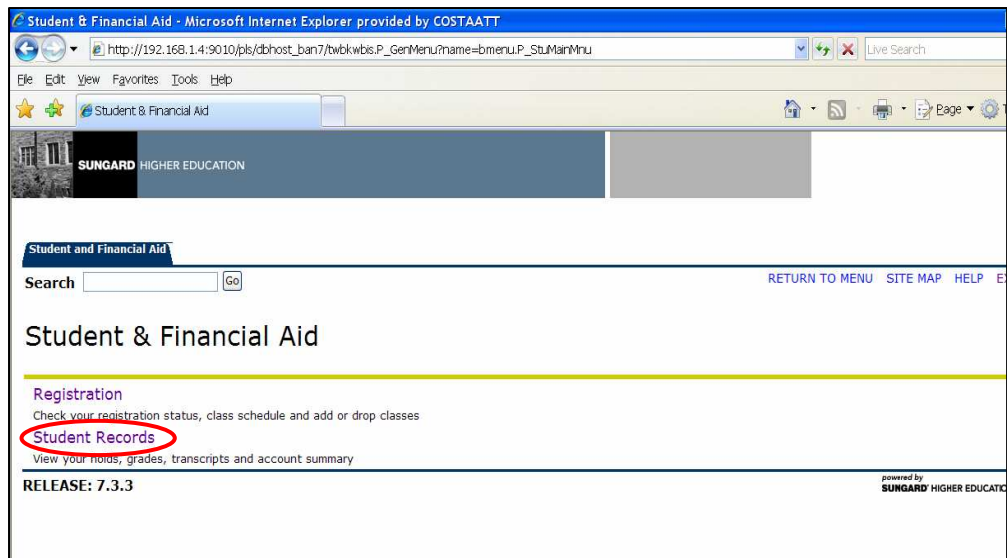 Student & Financial Aid - Microsoft Internet Explorer provided by COSTAATT
http://192.168.1.4:9010/pls/dbhost_ban7/twbkwbis.P_GenMenu?name=bmenu.P_StuMainMnu
Live Search
File Edit View Favorites Tools Help
Student & Financial Aid
Page
SUNGARD HIGHER EDUCATION
Student and Financial Aid
Search Go
RETURN TO MENU SITE MAP HELP
Student & Financial Aid
Registration
Check your registration status, class schedule and add or drop classes
Student Records
View your holds, grades, transcripts and account summary
RELEASE: 7.3.3
powered by
SUNGARD HIGHER EDUCATIO